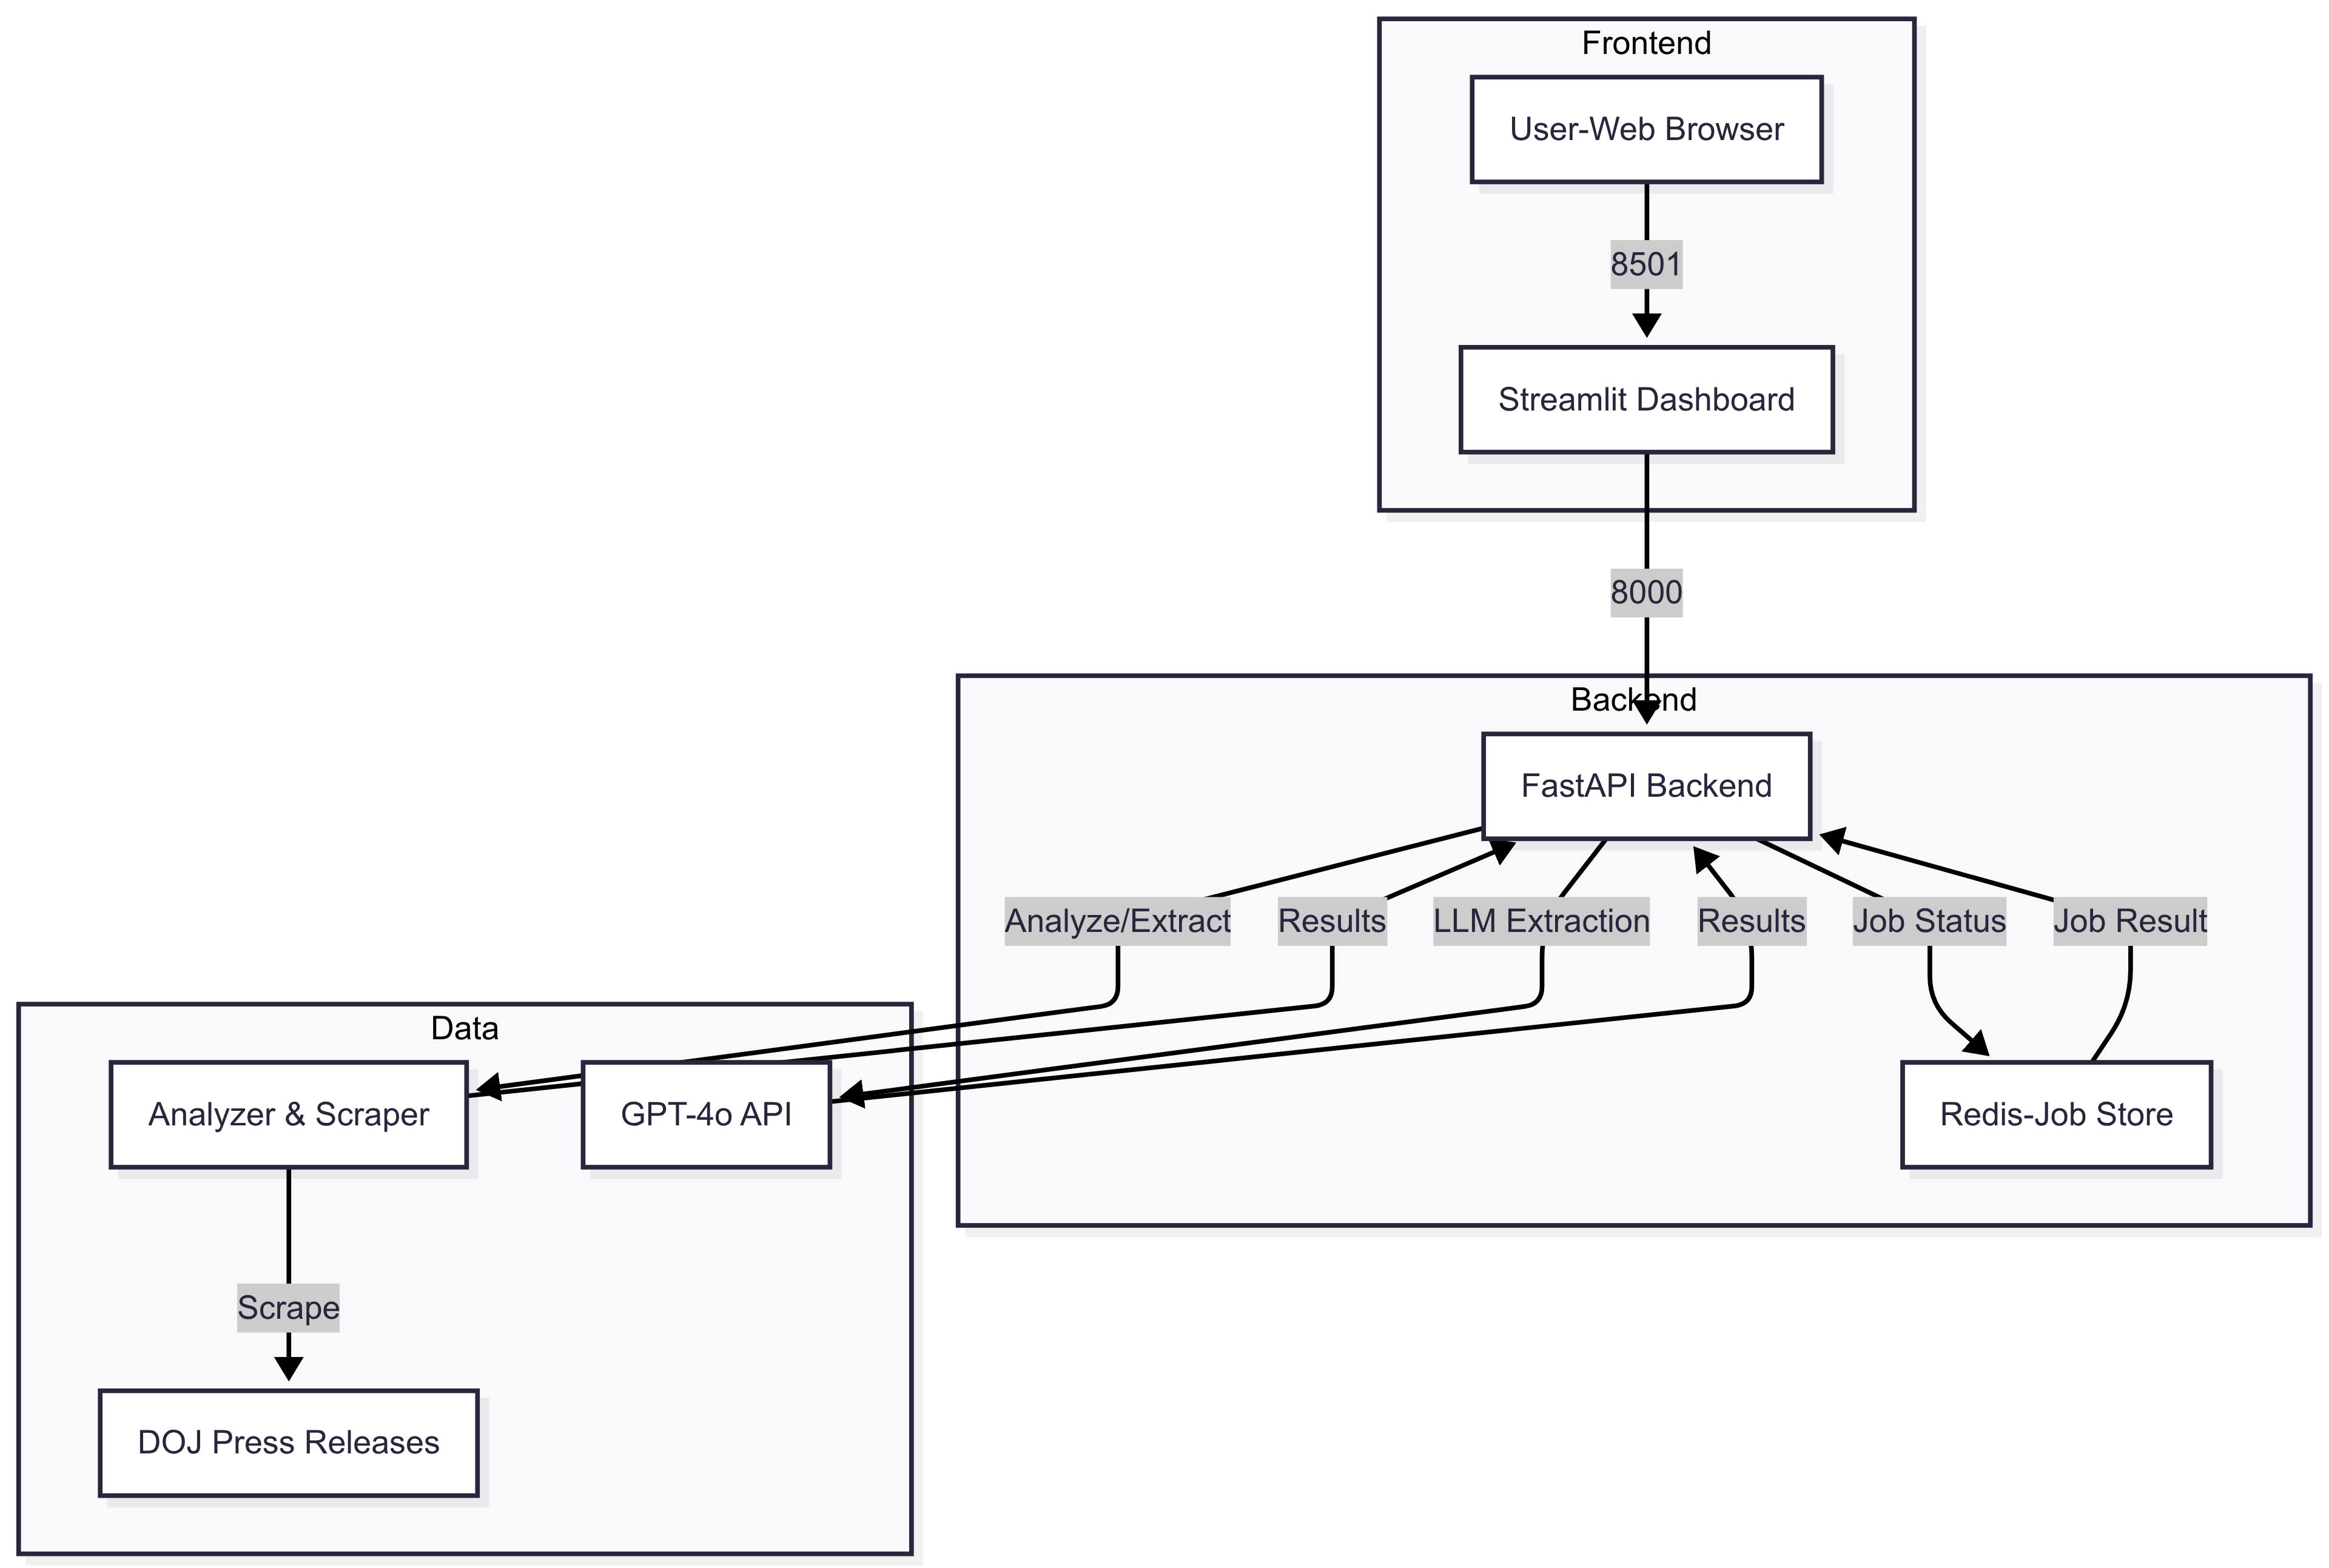 Frontend
User-Web Browser
8501
Streamlit Dashboard
8000
Backend
FastAPI Backend
Analyze/Extract
Results
LLM Extraction
Results
Job Status
Job Result
Data
Analyzer & Scraper
GPT-4o API
Redis-Job Store
Scrape
DOJ Press Releases